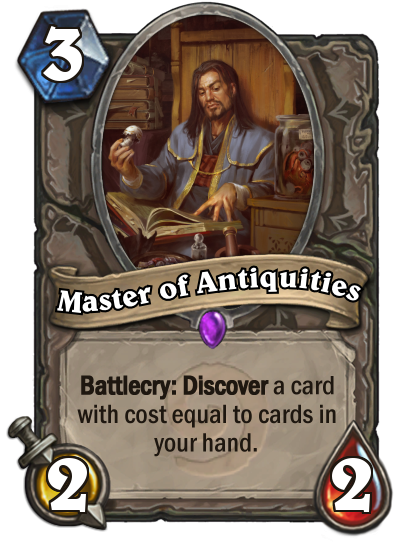 3
Master of Antiquities
Battlecry: Discover a card
with cost equal to cards in
your hand.
2
2